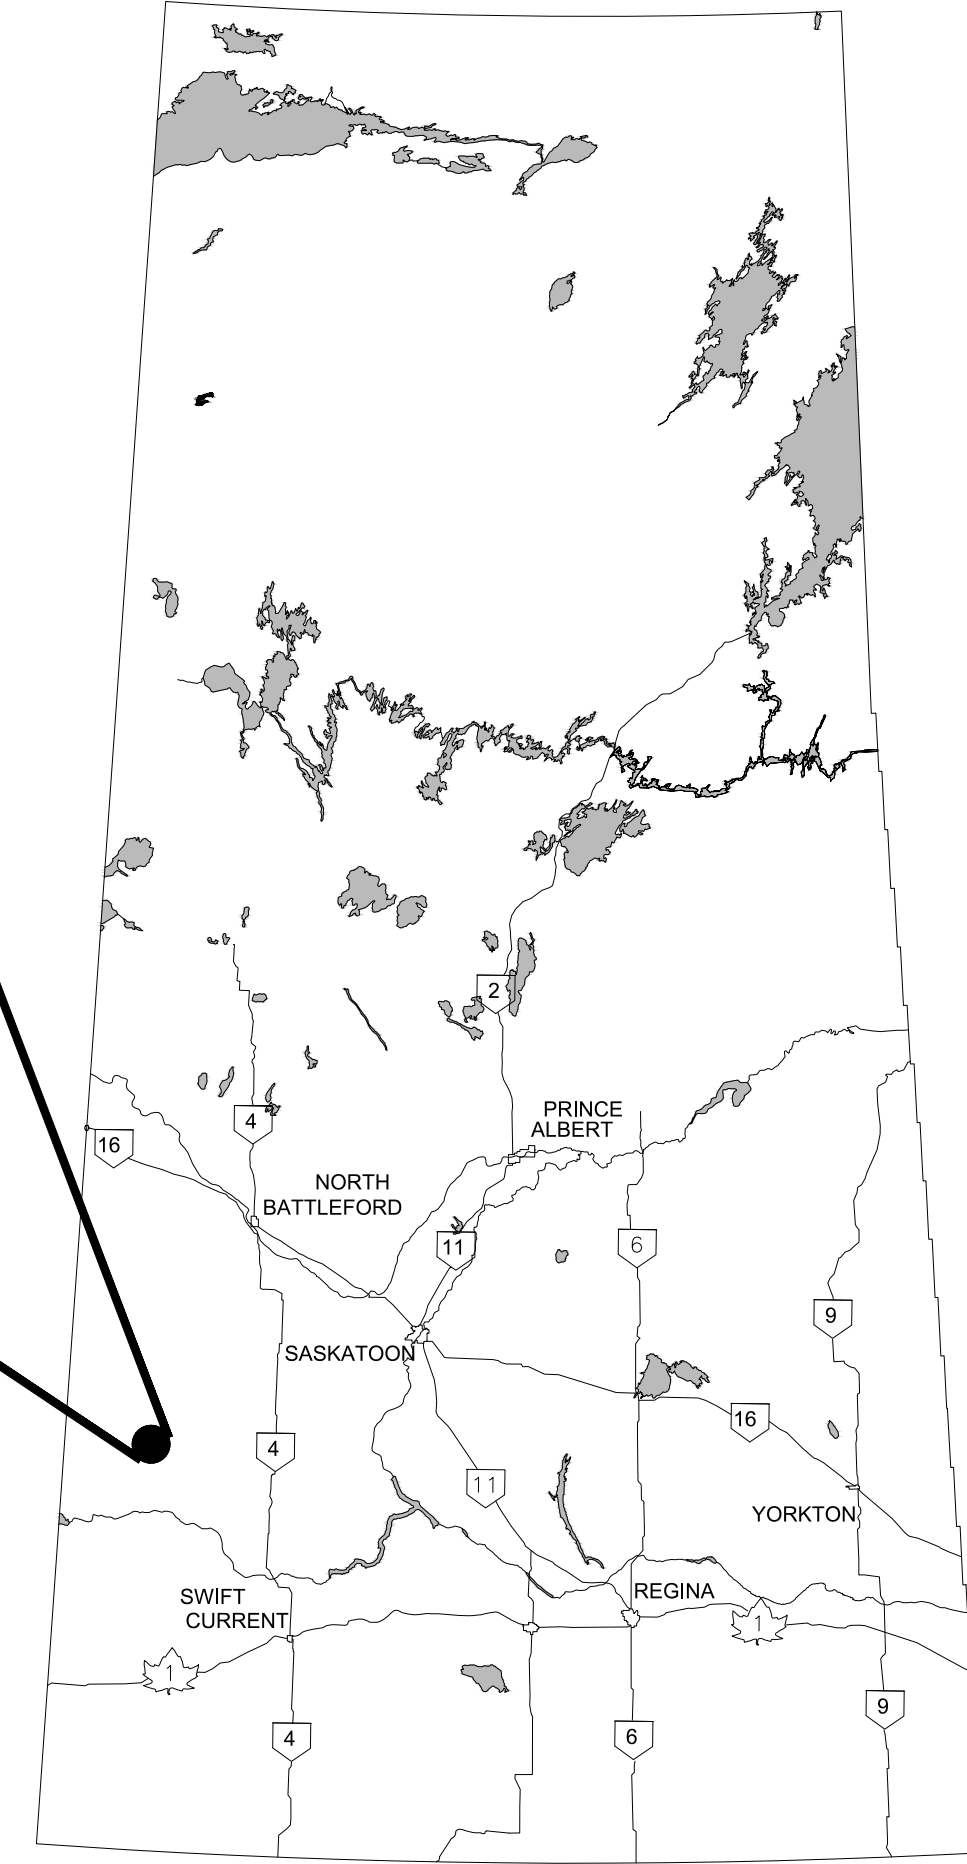 2
PRINCE
ALBERT
4
16
NORTH
BATTLEFORD
11
6
9
SASKATOON
16
4
11
YORKTON
SWIFT
CURRENT
REGINA
1
1
9
4
6